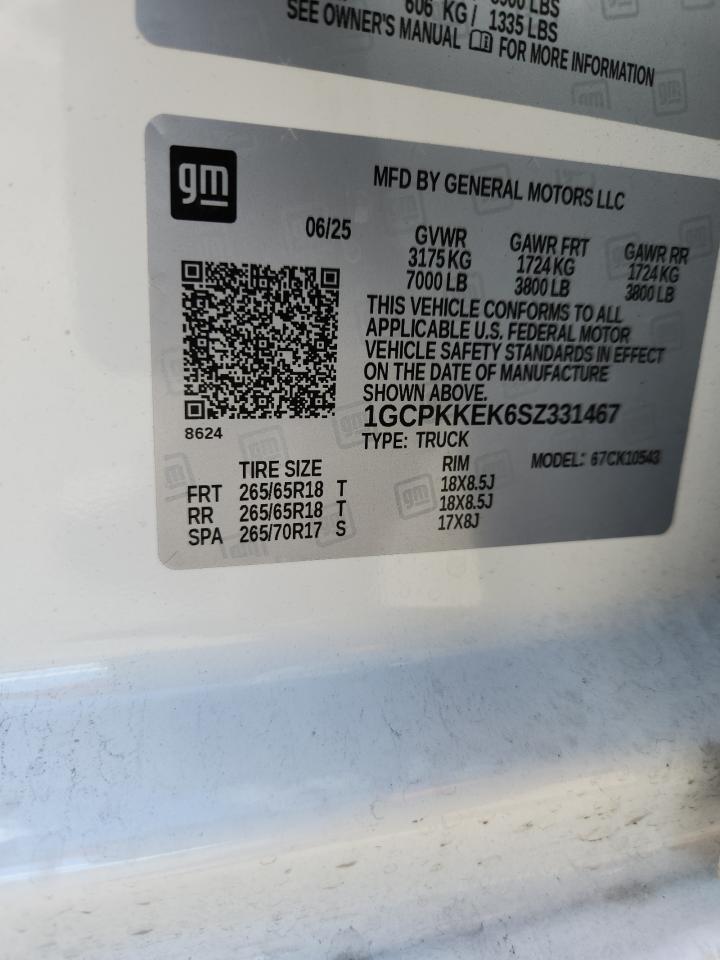 606 KG / 1335 LBS
SEE OWNER'S MANUAL FOR MORE INFORMATION
gm
MFD BY GENERAL MOTORS LLC
06/25
GVWR GAWR FRT GAWR RR
3175 KG 1724 KG 1724 KG
7000 LB 3800 LB 3800 LB
THIS VEHICLE CONFORMS TO ALL
APPLICABLE U.S. FEDERAL MOTOR
VEHICLE SAFETY STANDARDS IN EFFECT
ON THE DATE OF MANUFACTURE
SHOWN ABOVE.
1GCPKKEK6SZ331467
8624
TYPE: TRUCK
MODEL: 67CK10543
TIRE SIZE RIM
FRT 265/65R18 T 18X8.5J
RR 265/65R18 T 18X8.5J
SPA 265/70R17 S 17X8J